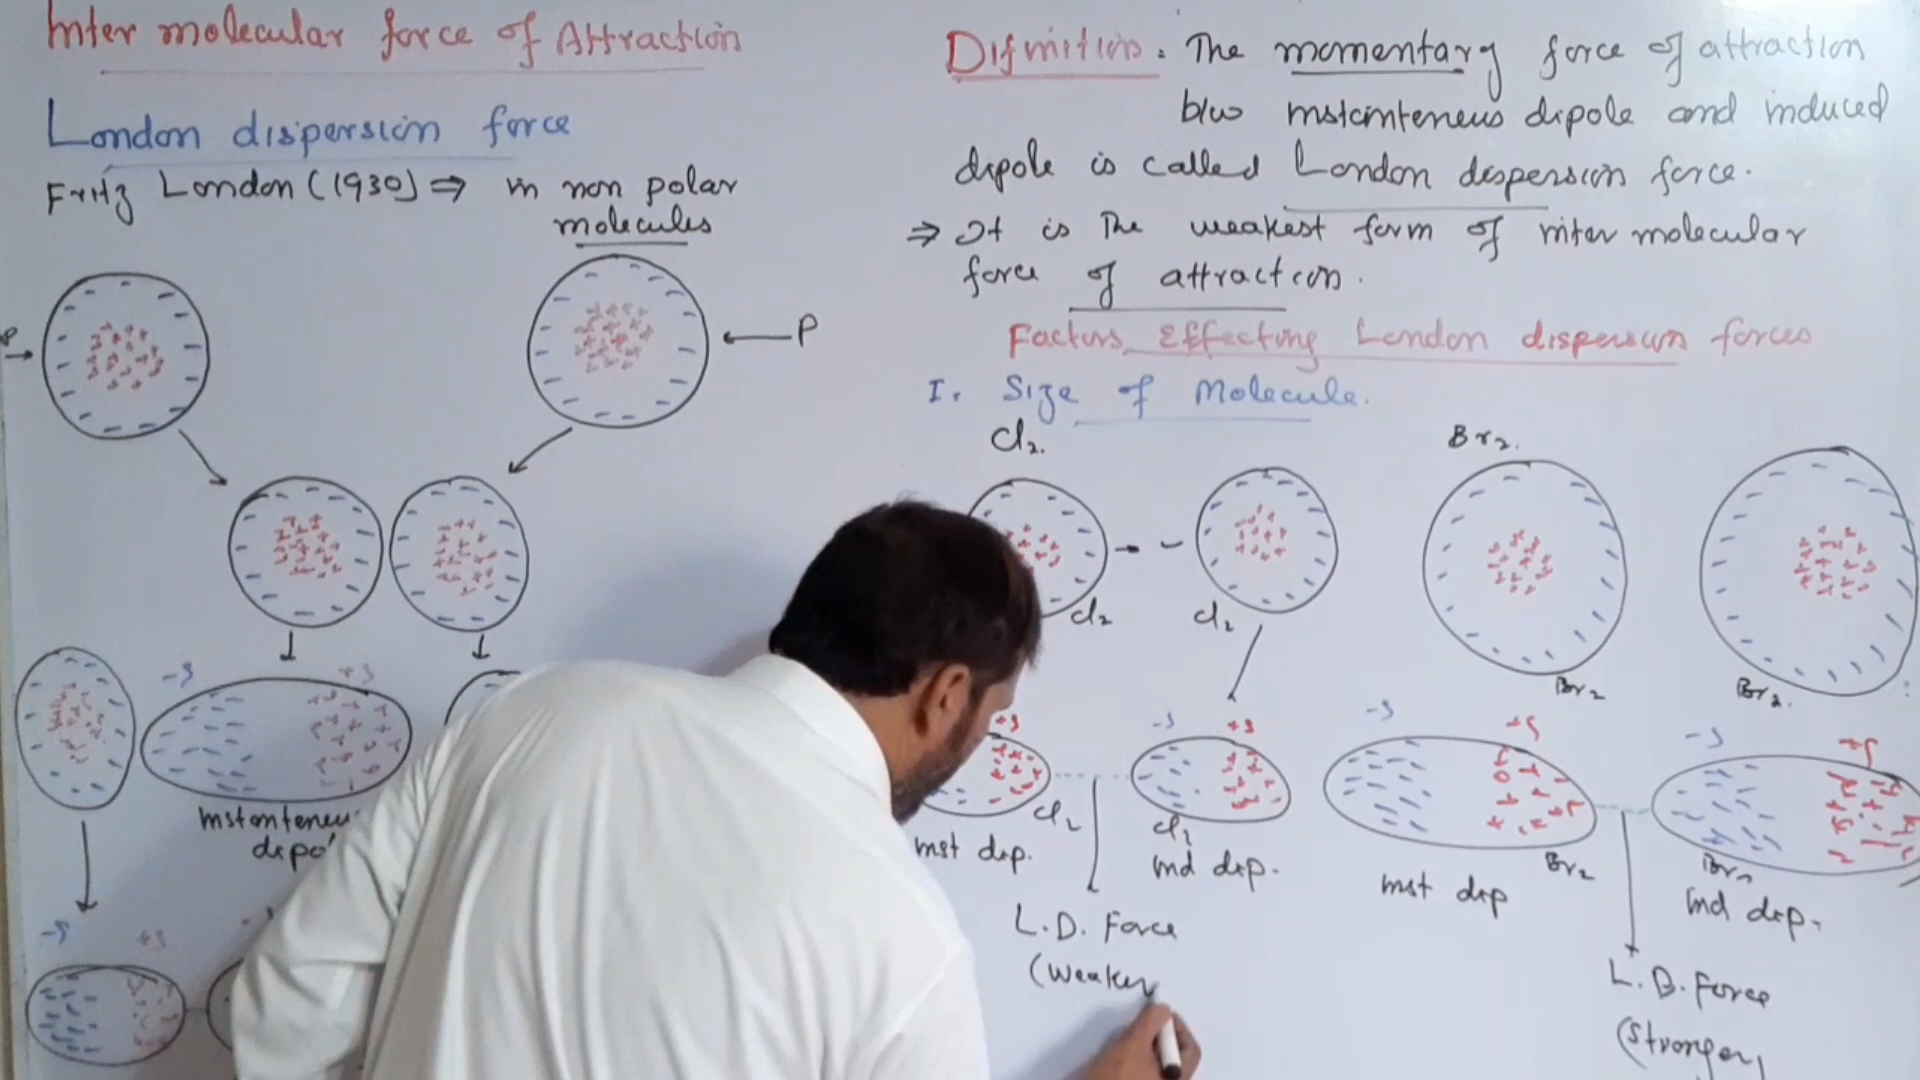 Inter molecular force of Attraction
London dispersion force
Fritz London (1930) ⇒ in non polar
molecules
P
P
-δ
+δ
Instanteneu
dipo
-δ
+δ
Difinition: The momentary force of attraction
b/w instanteneus dipole and induced
dipole is called London dispersion force.
⇒ It is the weakest form of inter molecular
force of attraction.
Factors Effecting London dispersion forces
I. Size of Molecule.
Cl2.
Br2.
Cl2
Cl2
Br2
Br2.
+δ
-δ
+δ
-δ
+δ
-δ
+δ
Cl2
Cl2
Br2
Br2
inst dip.
ind dip.
inst dip
ind dip.
L.D. Force
(Weaker
L.D. Force
(Stronger)